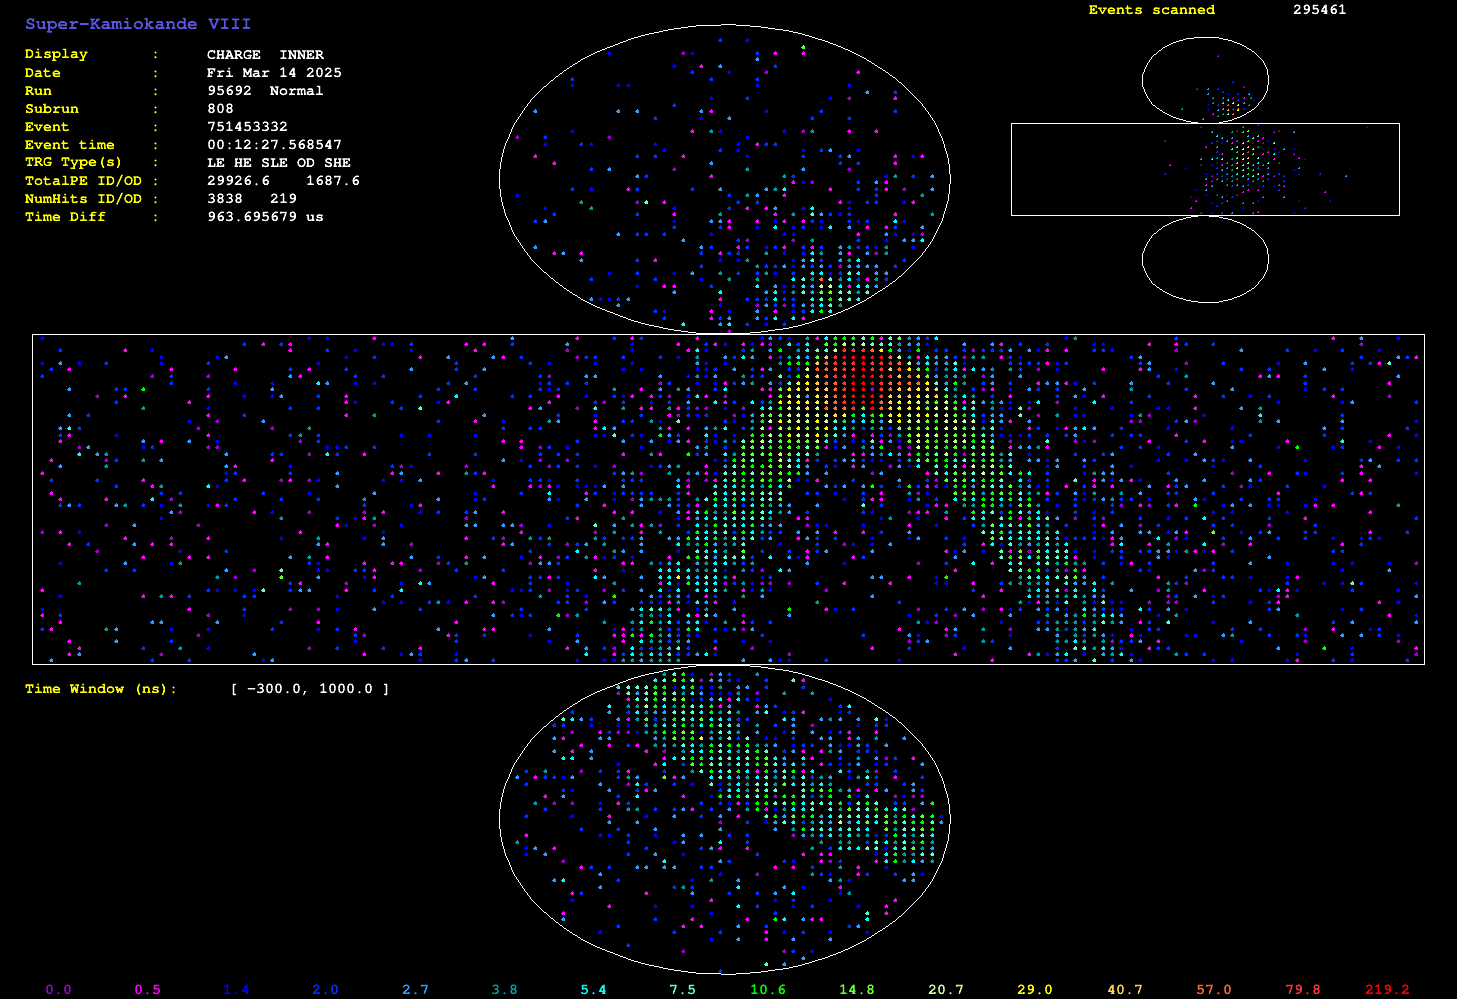 Super-Kamiokande VIII
Events scanned 295461
Display : CHARGE INNER
Date : Fri Mar 14 2025
Run : 95692 Normal
Subrun : 808
Event : 751453332
Event time : 00:12:27.568547
TRG Type(s) : LE HE SLE OD SHE
TotalPE ID/OD : 29926.6 1687.6
NumHits ID/OD : 3838 219
Time Diff : 963.695679 us
Time Window (ns): [ -300.0, 1000.0 ]
0.0 0.5 1.4 2.0 2.7 3.8 5.4 7.5 10.6 14.8 20.7 29.0 40.7 57.0 79.8 219.2